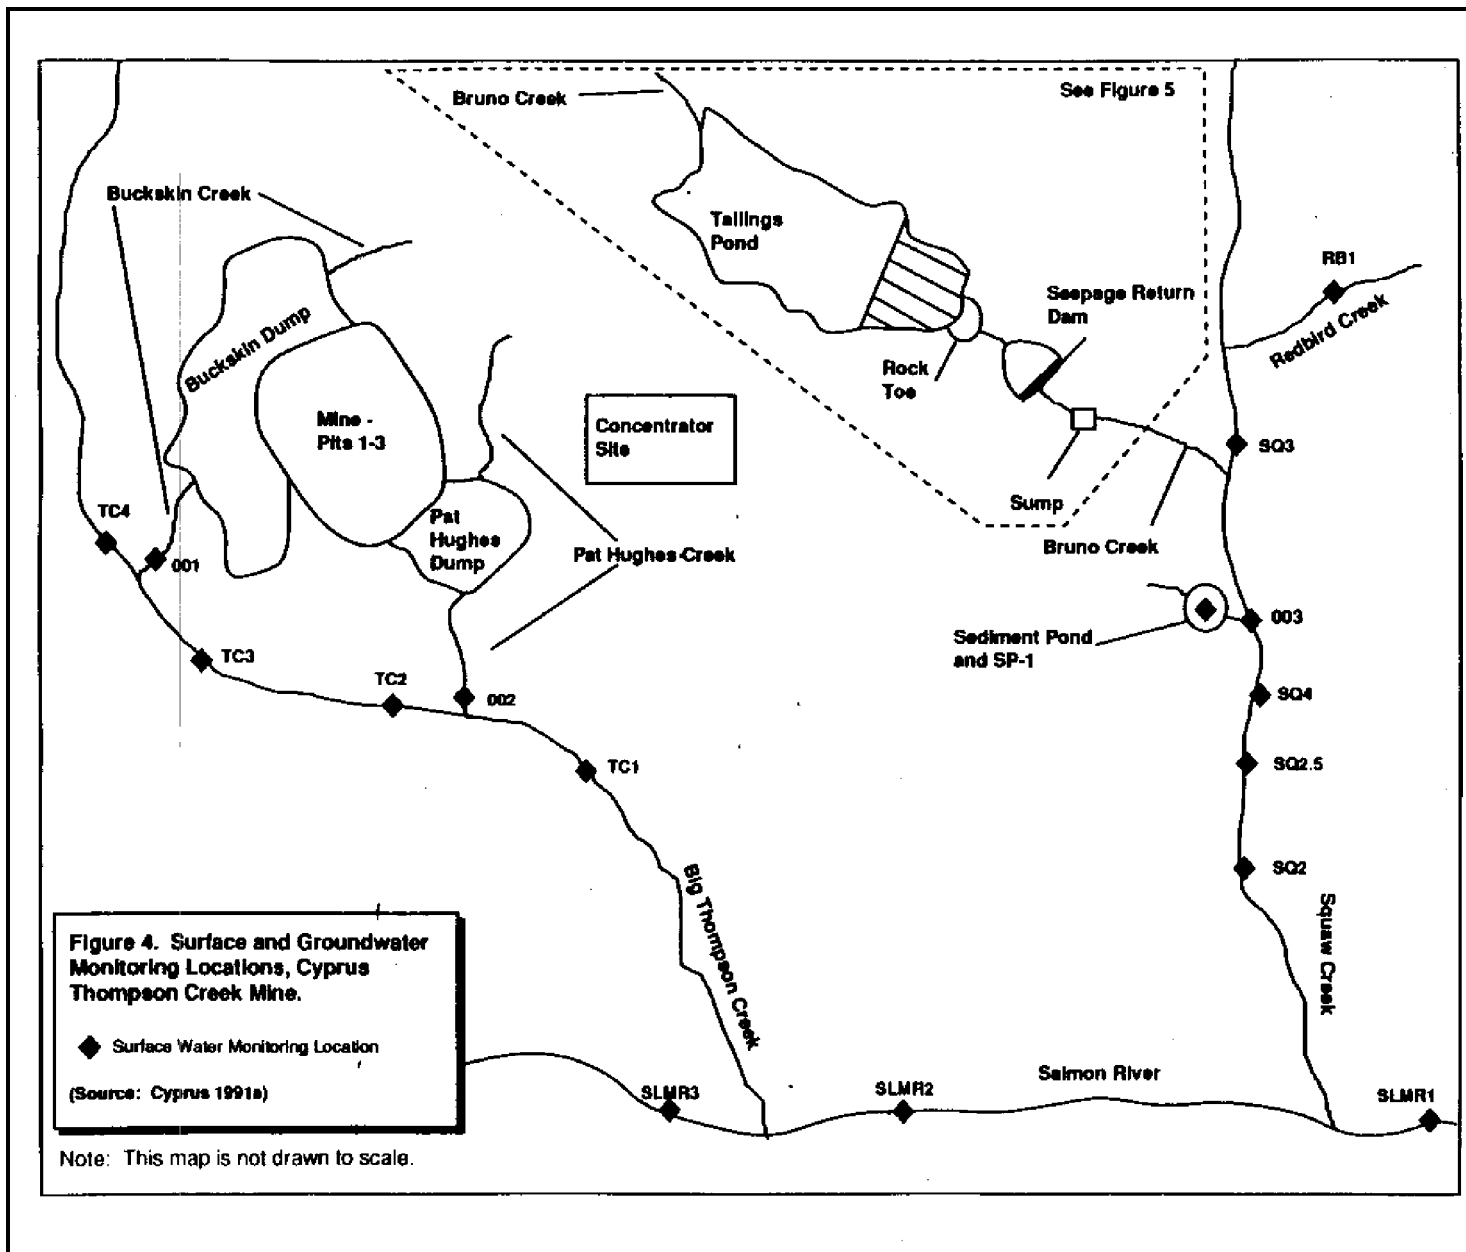 Bruno Creek
See Figure 5
Buckskin Creek
Tailings
Pond
RB1
Seepage Return
Dam
Redbird Creek
Buckskin Dump
Rock
Toe
Mine -
Pits 1-3
Concentrator
Site
SQ3
Sump
TC4
Pat
Hughes
Dump
Pat Hughes Creek
Bruno Creek
001
003
Sediment Pond
and SP-1
TC3
TC2
002
SQ4
TC1
SQ2.5
SQ2
Big Thompson Creek
Squaw Creek
Figure 4. Surface and Groundwater
Monitoring Locations, Cyprus
Thompson Creek Mine.
Surface Water Monitoring Location
(Source: Cyprus 1991a)
Salmon River
SLMR3
SLMR2
SLMR1
Note: This map is not drawn to scale.